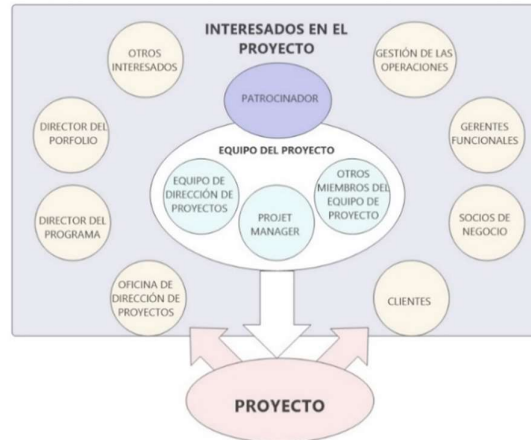 INTERESADOS EN EL
PROYECTO
OTROS
INTERESADOS
GESTIÓN DE LAS
OPERACIONES
PATROCINADOR
DIRECTOR DEL
PORFOLIO
GERENTES
FUNCIONALES
EQUIPO DEL PROYECTO
EQUIPO DE
DIRECCIÓN DE
PROYECTOS
PROJET
MANAGER
OTROS
MIEMBROS DEL
EQUIPO DE
PROYECTO
DIRECTOR DEL
PROGRAMA
SOCIOS DE
NEGOCIO
OFICINA DE
DIRECCIÓN DE
PROYECTOS
CLIENTES
PROYECTO